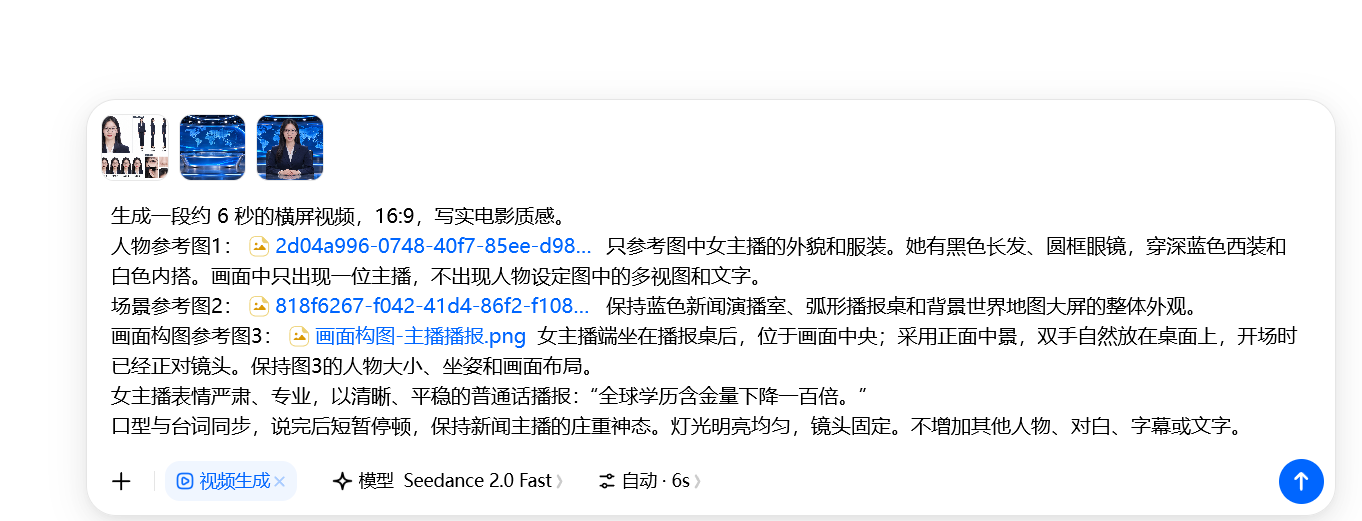 生成一段约 6 秒的横屏视频，16:9，写实电影质感。
人物参考图1： 2d04a996-0748-40f7-85ee-d98... 只参考图中女主播的外貌和服装。她有黑色长发、圆框眼镜，穿深蓝色西装和
白色内搭。画面中只出现一位主播，不出现人物设定图中的多视图和文字。
场景参考图2： 818f6267-f042-41d4-86f2-f108... 保持蓝色新闻演播室、弧形播报桌和背景世界地图大屏的整体外观。
画面构图参考图3： 画面构图-主播播报.png 女主播端坐在播报桌后，位于画面中央；采用正面中景，双手自然放在桌面上，开场时
已经正对镜头。保持图3的人物大小、坐姿和画面布局。
女主播表情严肃、专业，以清晰、平稳的普通话播报：“全球学历含金量下降一百倍。”
口型与台词同步，说完后短暂停顿，保持新闻主播的庄重神态。灯光明亮均匀，镜头固定。不增加其他人物、对白、字幕或文字。
视频生成 模型 Seedance 2.0 Fast 自动 · 6s